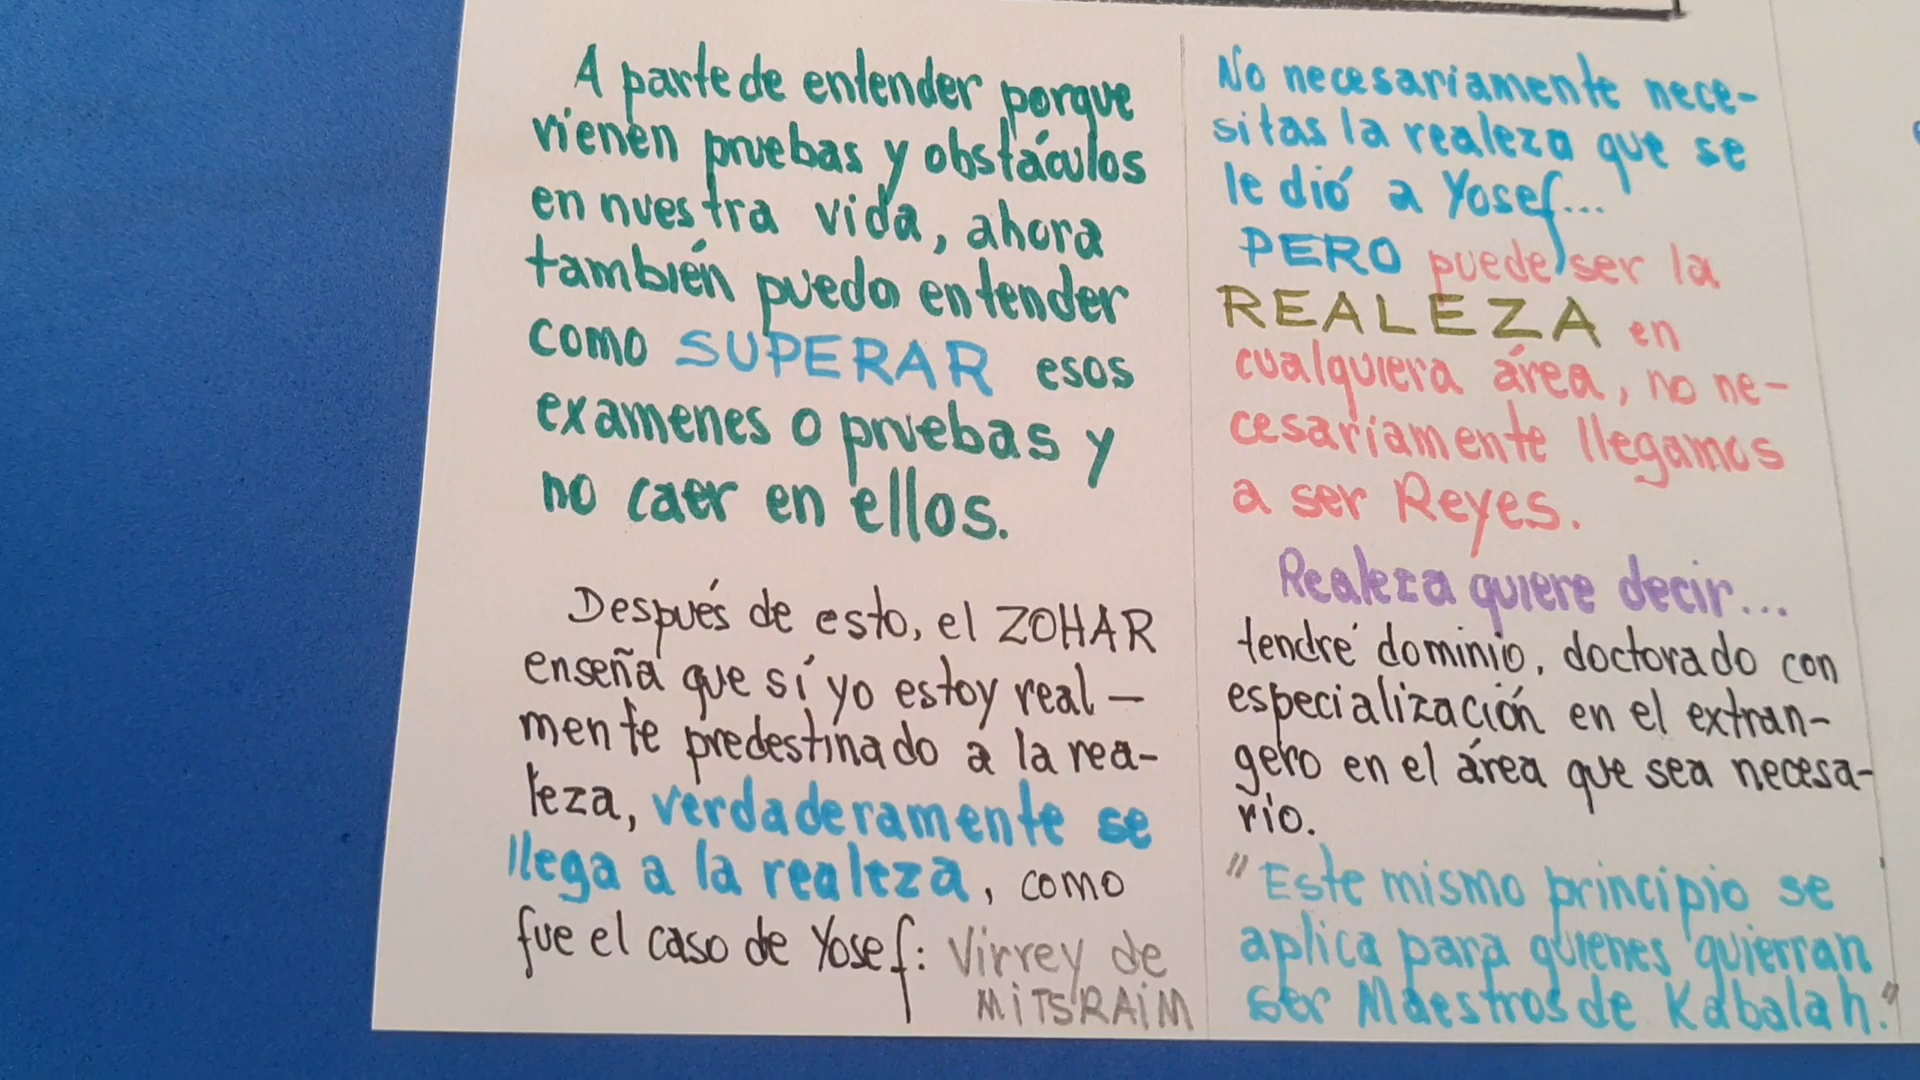 A parte de entender porque
vienen pruebas y obstáculos
en nuestra vida, ahora
también puedo entender
como SUPERAR esos
examenes o pruebas y
no caer en ellos.
Después de esto, el ZOHAR
enseña que sí yo estoy real-
mente predestinado a la rea-
leza, verdaderamente se
llega a la realeza, como
fue el caso de Yosef: Virrey de
MITSRAIM
No necesariamente nece-
sitas la realeza que se
le dió a Yosef...
PERO puede ser la
REALEZA en
cualquiera área, no ne-
cesariamente llegamos
a ser Reyes.
Realeza quiere decir...
tendré dominio, doctorado con
especialización en el extran-
gero en el área que sea necesa-
rio.
"Este mismo principio se
aplica para quienes quierran
ser Maestros de Kabalah."